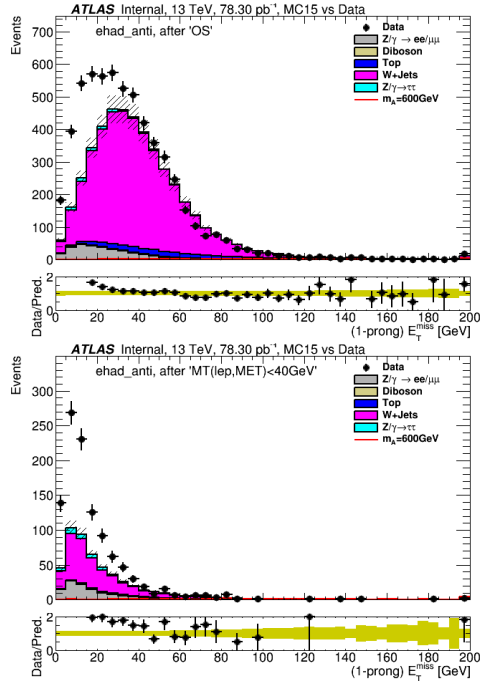 ATLAS Internal, 13 TeV, 78.30 pb⁻¹, MC15 vs Data
Events
ehad_anti, after 'OS'
Data
Z/γ → ee/μμ
Diboson
Top
W+Jets
Z/γ→ττ
m_A=600GeV
700
600
500
400
300
200
100
0
Data/Pred.
2
1
0
0 20 40 60 80 100 120 140 160 180 200
(1-prong) E_T^miss [GeV]
ATLAS Internal, 13 TeV, 78.30 pb⁻¹, MC15 vs Data
Events
ehad_anti, after 'MT(lep,MET)<40GeV'
Data
Z/γ → ee/μμ
Diboson
Top
W+Jets
Z/γ→ττ
m_A=600GeV
300
250
200
150
100
50
0
Data/Pred.
2
1
0
0 20 40 60 80 100 120 140 160 180 200
(1-prong) E_T^miss [GeV]